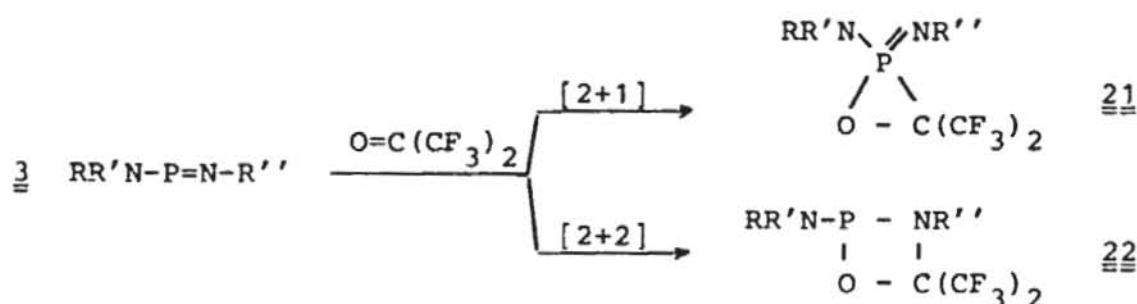 RR'N NR''
P
[2+1]
O - C(CF3)2 21
O=C(CF3)2
3 RR'N-P=N-R''
[2+2]
RR'N-P - NR''
O - C(CF3)2 22